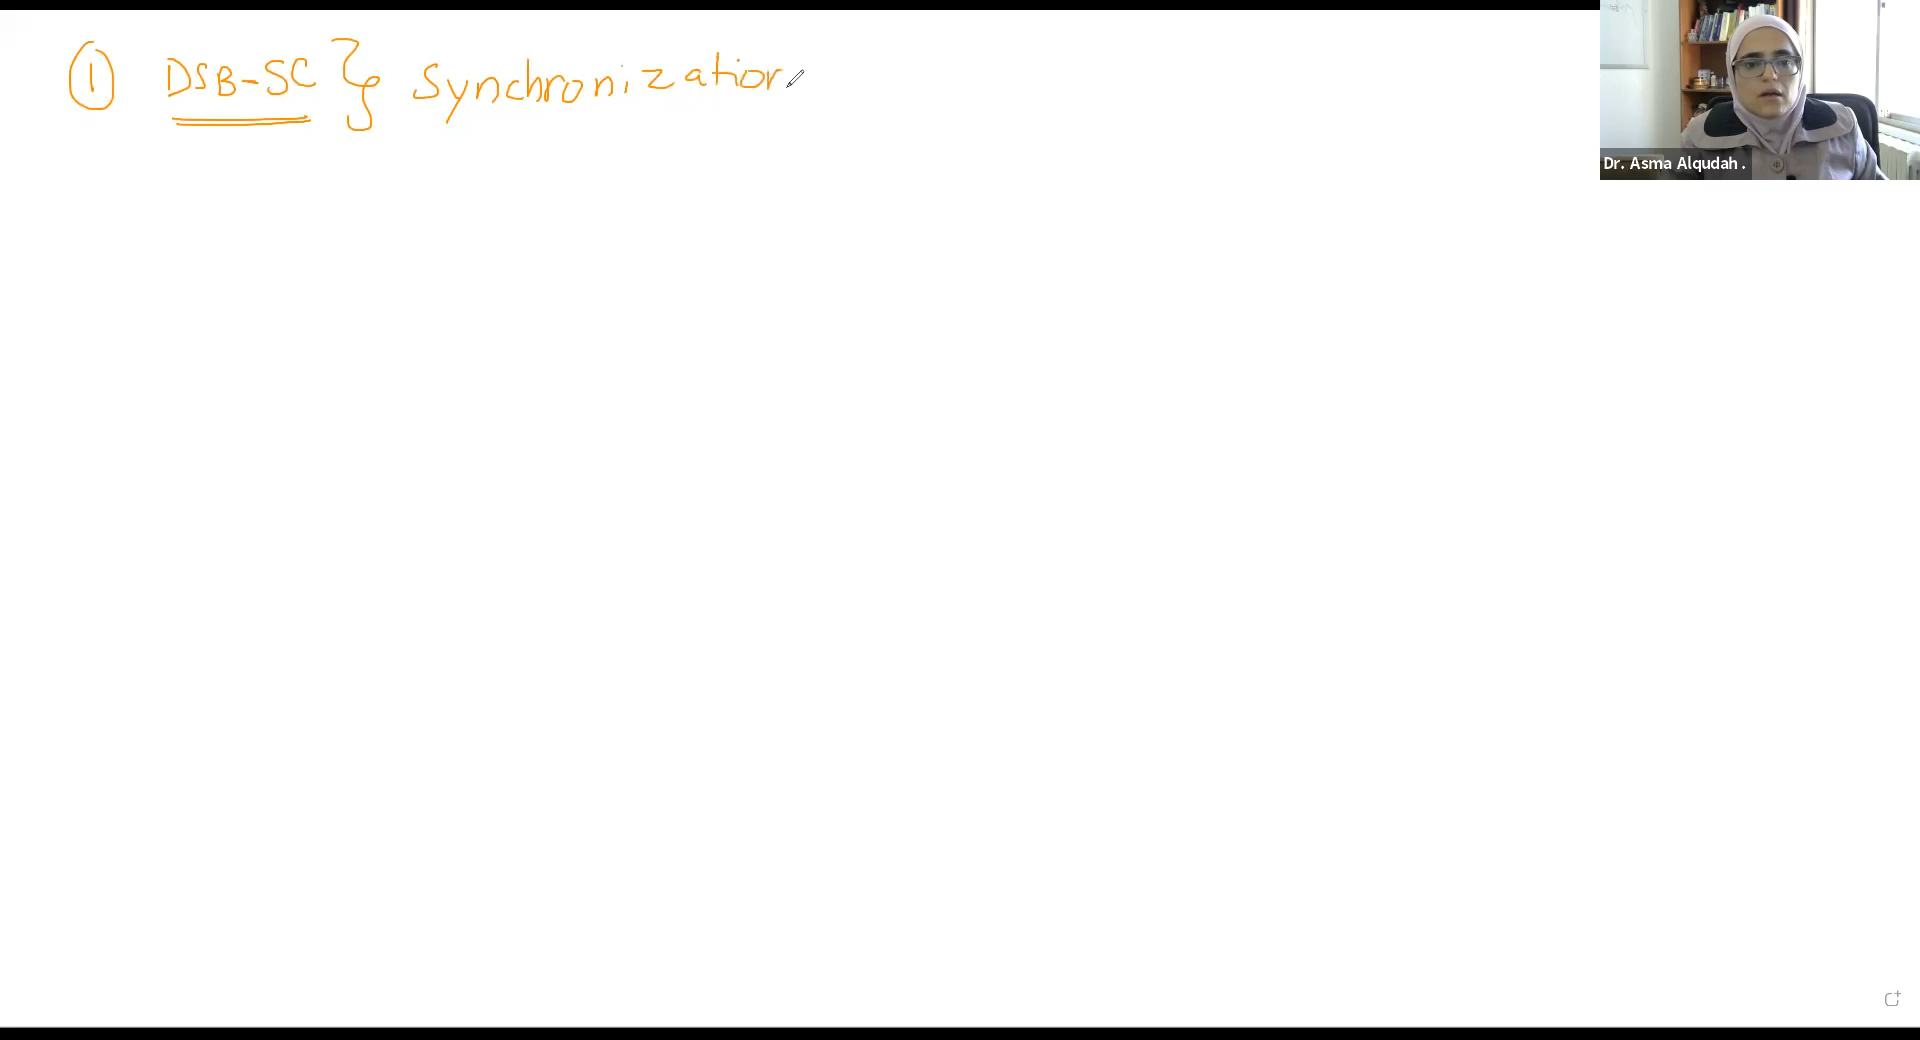 ① DSB-SC } Synchronization
Dr. Asma Alqudah .